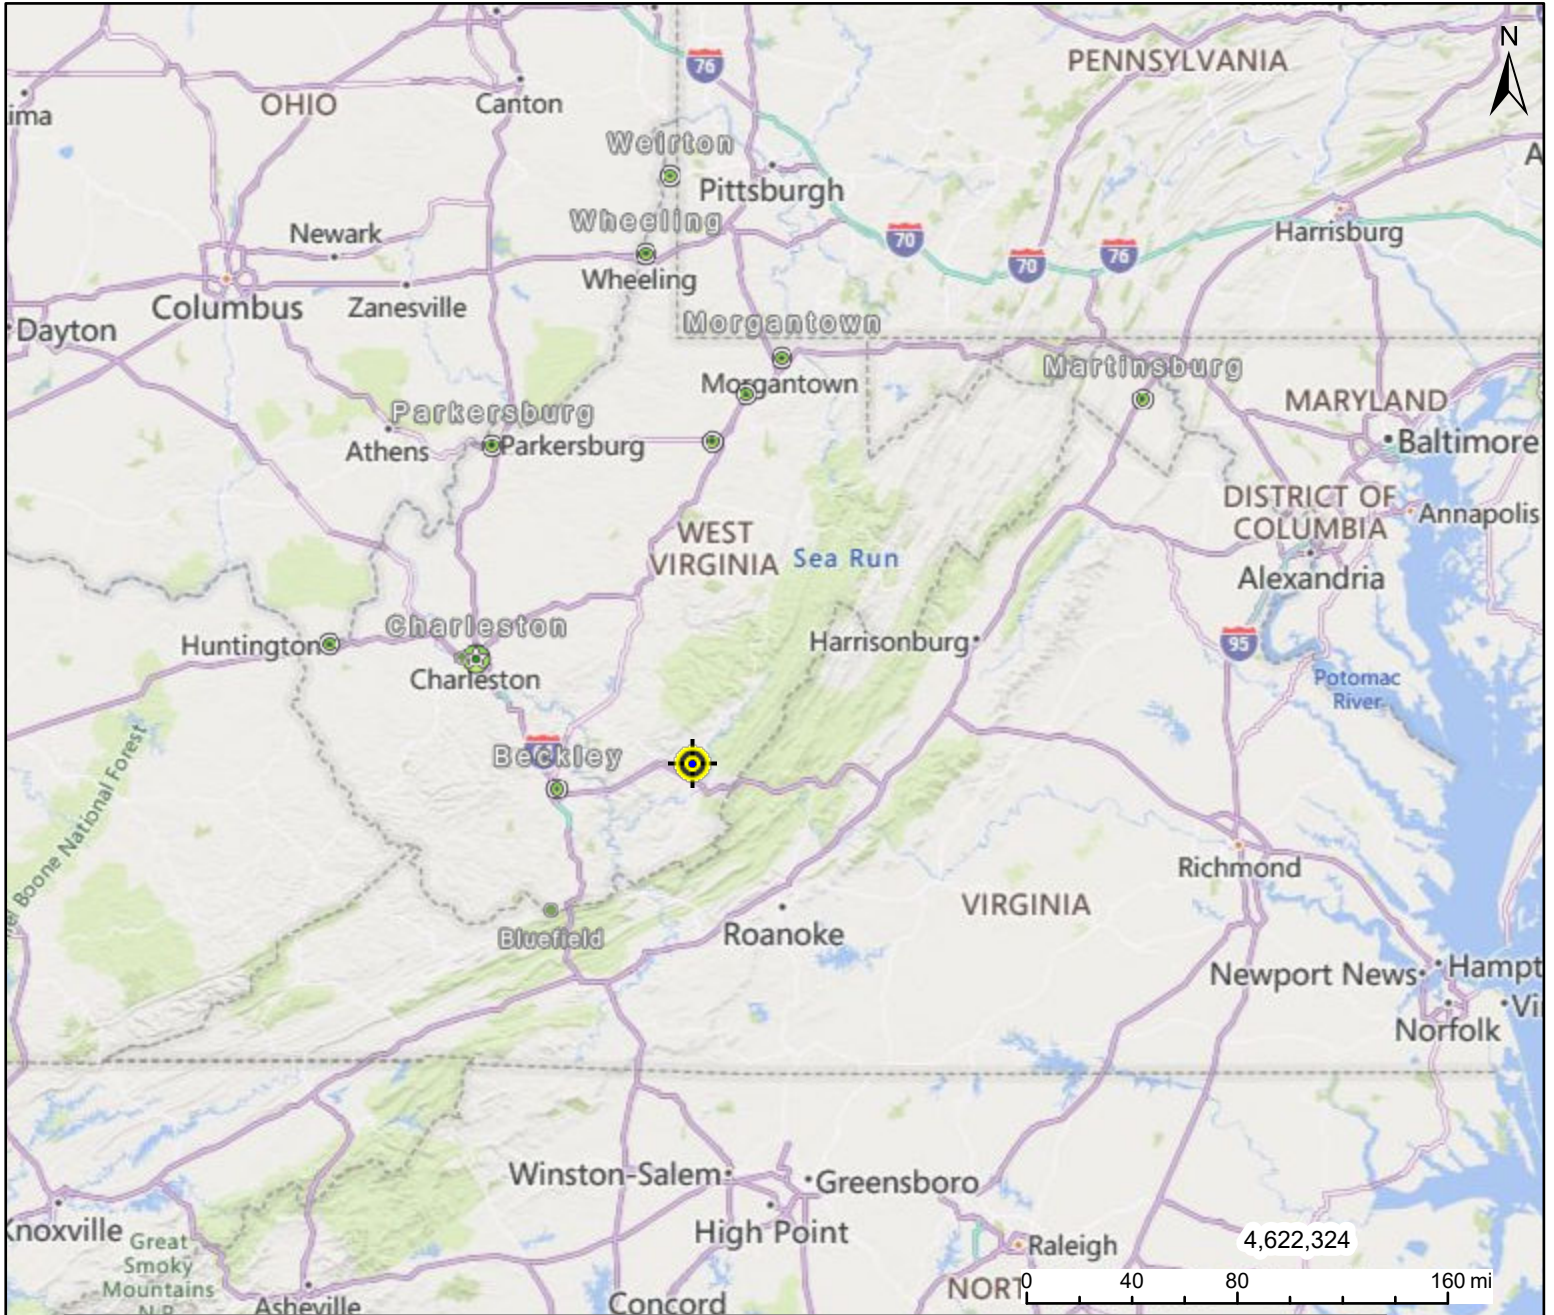 N
76
PENNSYLVANIA
OHIO
Canton
ima
Weirton
Pittsburgh
A
Wheeling
Newark
Wheeling
70
70
76
Harrisburg
Columbus
Zanesville
Dayton
Morgantown
Morgantown
Martinsburg
MARYLAND
Parkersburg
Athens
Parkersburg
Baltimore
DISTRICT OF
COLUMBIA
Annapolis
WEST
VIRGINIA
Sea Run
Alexandria
Charleston
Huntington
Harrisonburg
95
Charleston
Potomac
River
Beckley
el Boone National Forest
Richmond
VIRGINIA
Bluefield
Roanoke
Newport News
Hampt
Vi
Norfolk
Winston-Salem
Greensboro
Knoxville
High Point
Great
Smoky
Mountains
N.P.
4,622,324
Raleigh
NORT
0 40 80 160 mi
Asheville
Concord